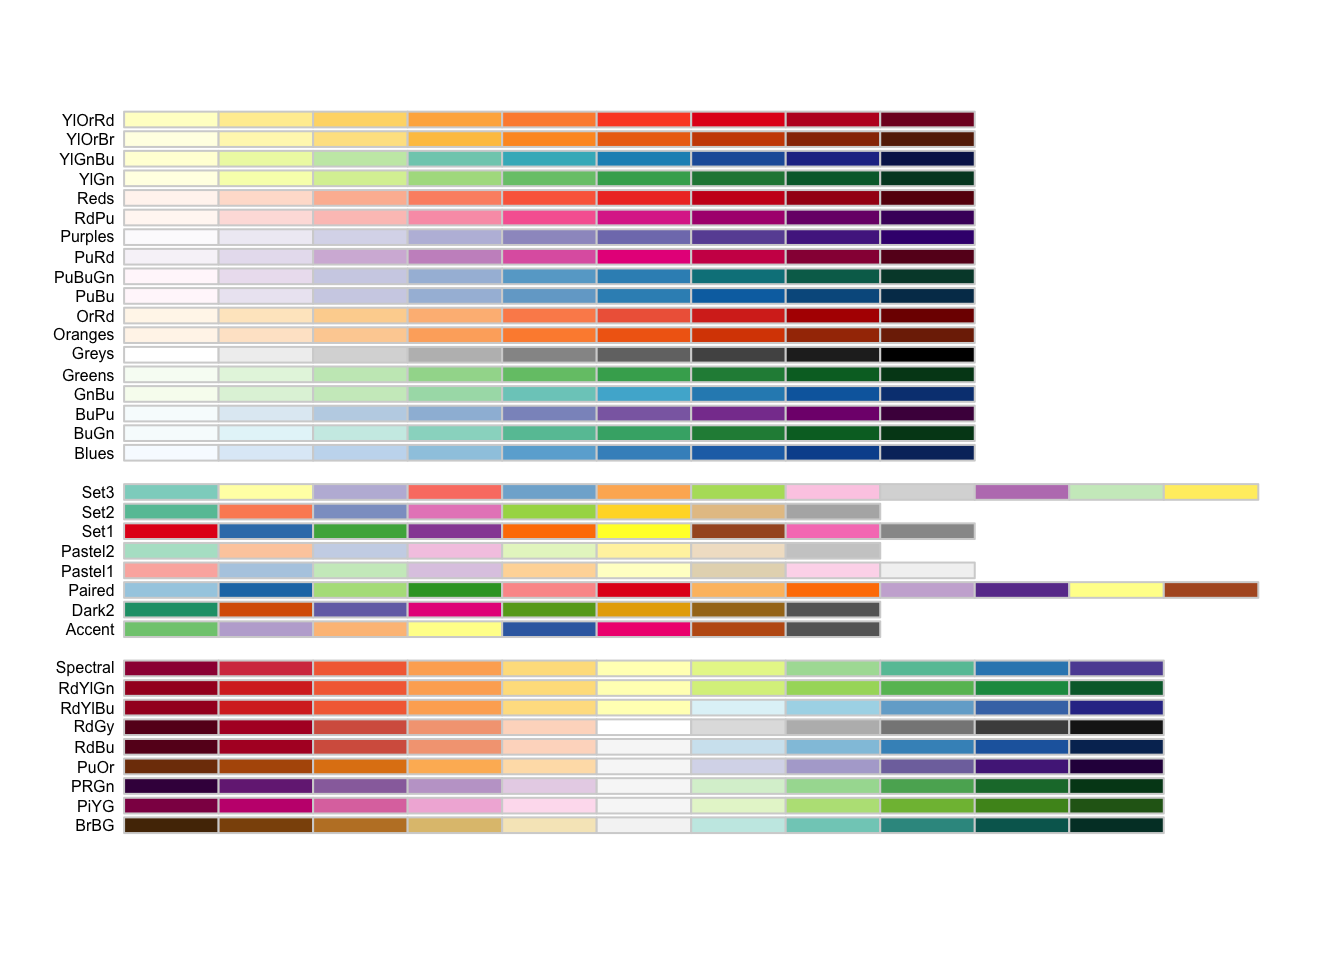 YlOrRd
YlOrBr
YlGnBu
YlGn
Reds
RdPu
Purples
PuRd
PuBuGn
PuBu
OrRd
Oranges
Greys
Greens
GnBu
BuPu
BuGn
Blues
Set3
Set2
Set1
Pastel2
Pastel1
Paired
Dark2
Accent
Spectral
RdYlGn
RdYlBu
RdGy
RdBu
PuOr
PRGn
PiYG
BrBG